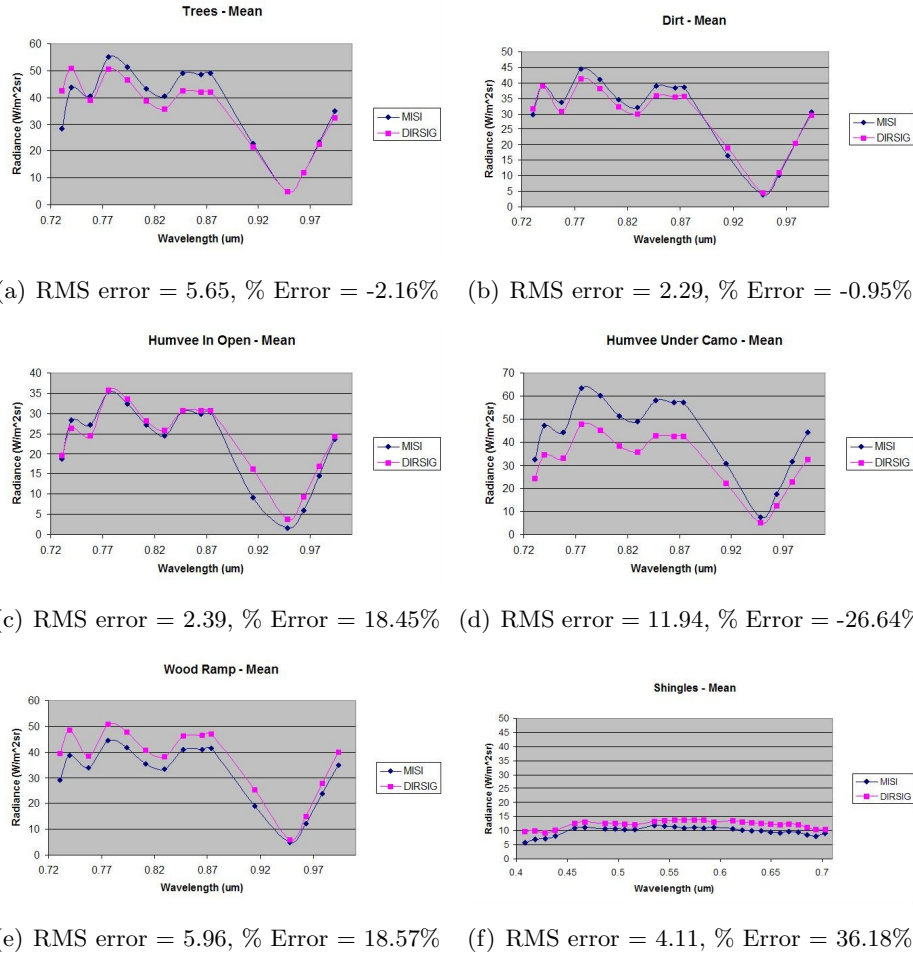 Trees - Mean
Radiance (W/m^2sr)
60
50
40
30
20
10
0
0.72 0.77 0.82 0.87 0.92 0.97
Wavelength (um)
MISI
DIRSIG
(a) RMS error = 5.65, % Error = -2.16%
Dirt - Mean
Radiance (W/m^2sr)
50
45
40
35
30
25
20
15
10
5
0
0.72 0.77 0.82 0.87 0.92 0.97
Wavelength (um)
MISI
DIRSIG
(b) RMS error = 2.29, % Error = -0.95%
Humvee In Open - Mean
Radiance (W/m^2sr)
40
35
30
25
20
15
10
5
0
0.72 0.77 0.82 0.87 0.92 0.97
Wavelength (um)
MISI
DIRSIG
(c) RMS error = 2.39, % Error = 18.45%
Humvee Under Camo - Mean
Radiance (W/m^2sr)
70
60
50
40
30
20
10
0
0.72 0.77 0.82 0.87 0.92 0.97
Wavelength (um)
MISI
DIRSIG
(d) RMS error = 11.94, % Error = -26.64%
Wood Ramp - Mean
Radiance (W/m^2sr)
60
50
40
30
20
10
0
0.72 0.77 0.82 0.87 0.92 0.97
Wavelength (um)
MISI
DIRSIG
(e) RMS error = 5.96, % Error = 18.57%
Shingles - Mean
Radiance (W/m^2sr)
50
45
40
35
30
25
20
15
10
5
0
0.4 0.45 0.5 0.55 0.6 0.65 0.7
Wavelength (um)
MISI
DIRSIG
(f) RMS error = 4.11, % Error = 36.18%